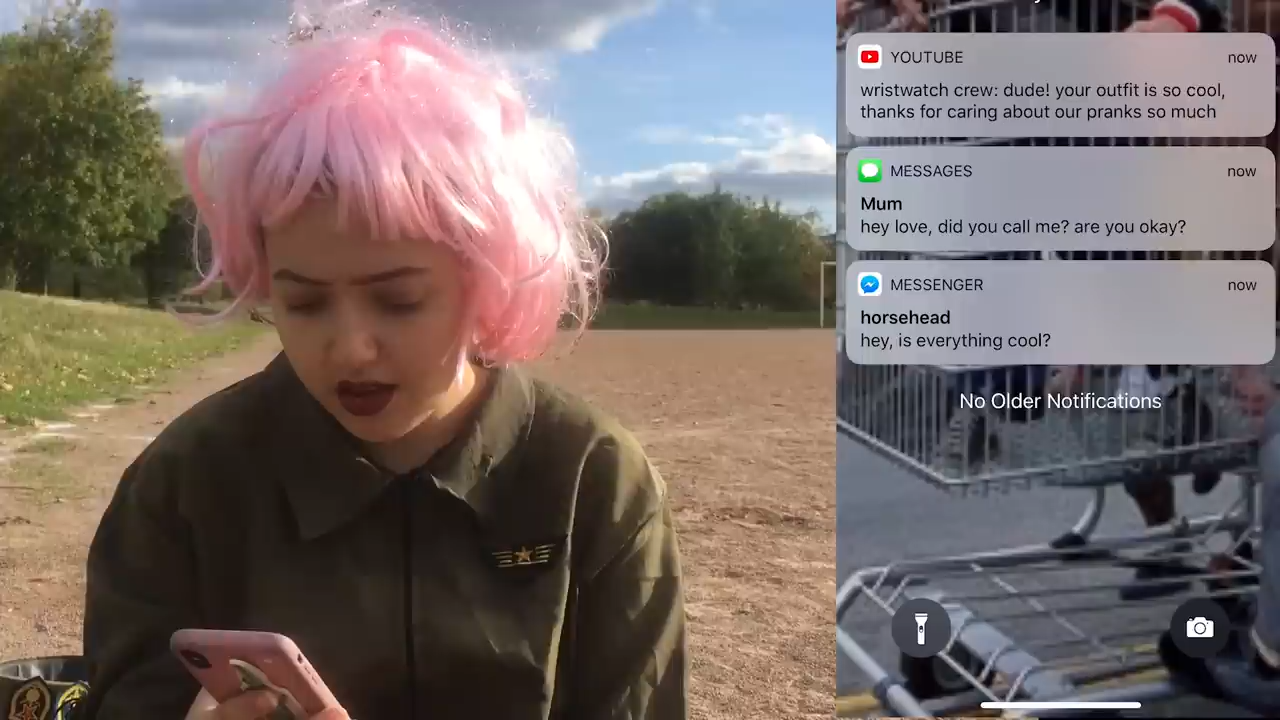 YOUTUBE now
wristwatch crew: dude! your outfit is so cool,
thanks for caring about our pranks so much
MESSAGES now
Mum
hey love, did you call me? are you okay?
MESSENGER now
horsehead
hey, is everything cool?
No Older Notifications